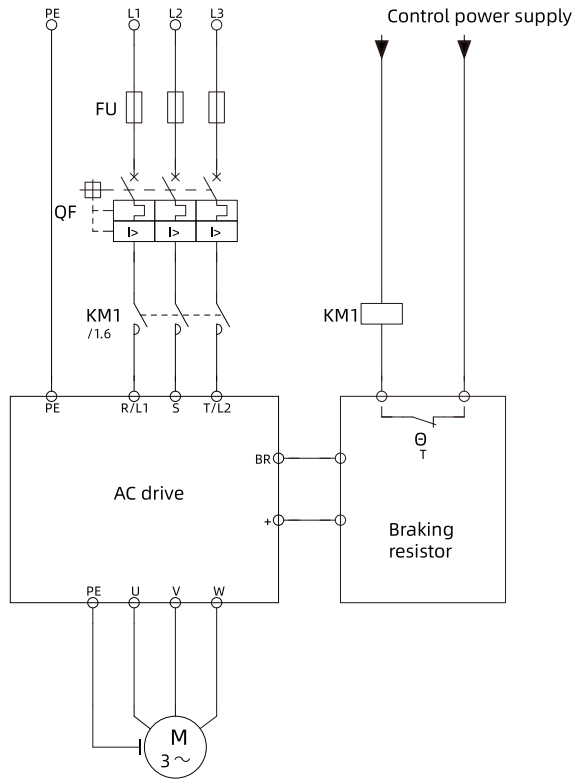 PE L1 L2 L3
Control power supply
FU
QF
I> I> I>
KM1
/1.6
KM1
PE R/L1 S T/L2
Θ
T
BR
AC drive
+
Braking
resistor
PE U V W
M
3 ~